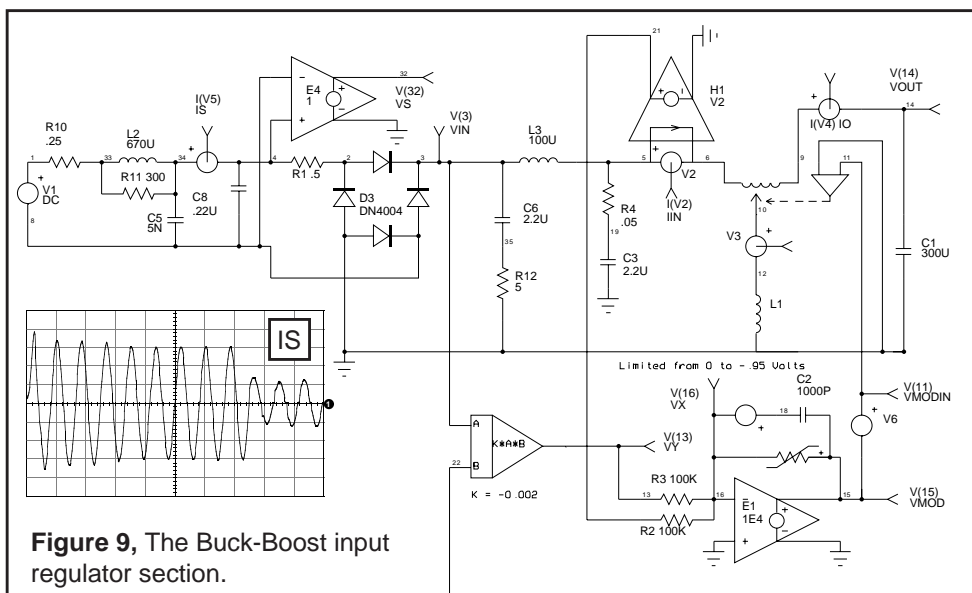 21
32
E4
1
V(32)
VS
H1
V2
V(14)
VOUT
I(V5)
IS
V(3)
VIN
I(V4) IO
14
R10
.25
L2
670U
L3
100U
1
33
34
4
R1 .5
2
3
5
6
9
11
V2
V1
DC
R11 300
C8
.22U
D3
DN4004
C6
2.2U
R4
.05
I(V2)
IIN
10
8
C5
5N
19
V3
C1
300U
35
C3
2.2U
12
R12
5
L1
IS
1
Limited from 0 to -.95 Volts
C2
1000P
V(16)
VX
18
V(11)
VMODIN
V6
A
K*A*B
B
22
V(13)
VY
K = -0.002
R3 100K
13
16
E1
1E4
15
V(15)
VMOD
R2 100K
Figure 9, The Buck-Boost input
regulator section.